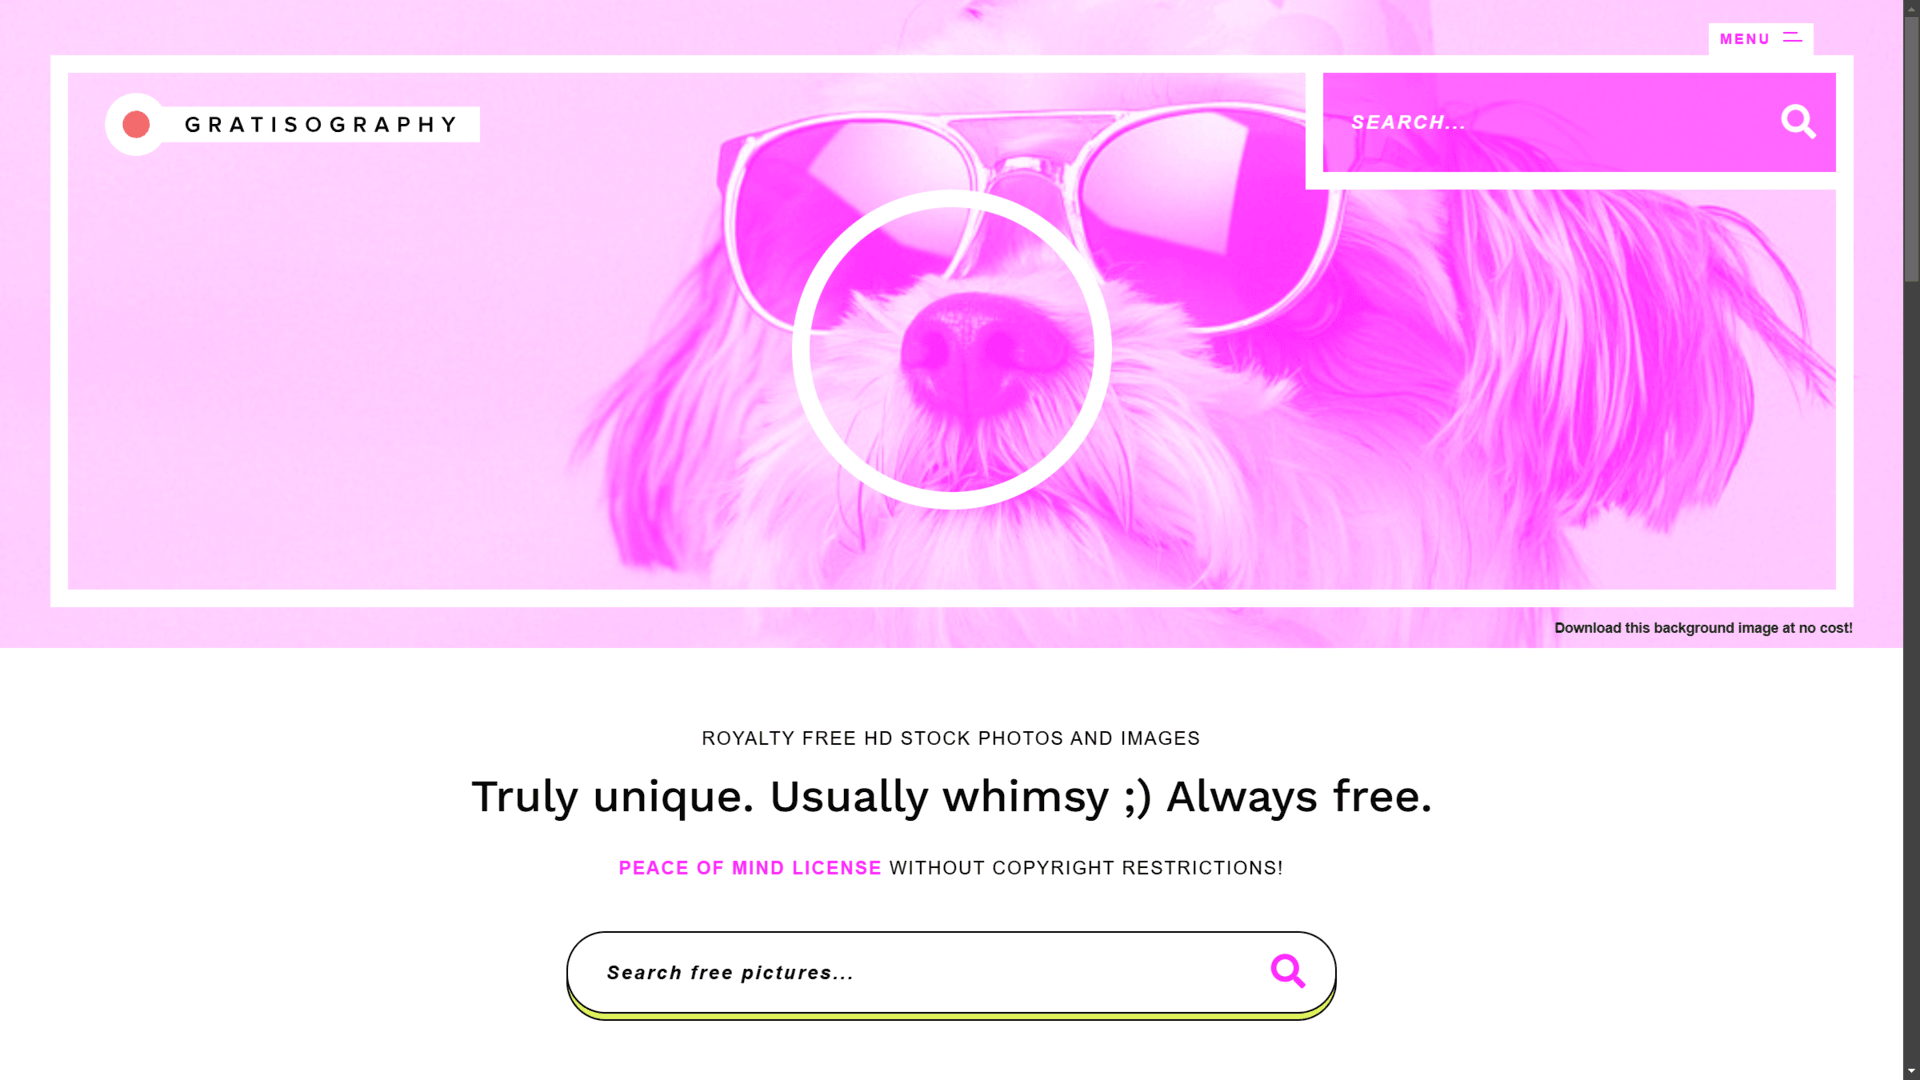 MENU
GRATISOGRAPHY
SEARCH...
Download this background image at no cost!
ROYALTY FREE HD STOCK PHOTOS AND IMAGES
Truly unique. Usually whimsy ;) Always free.
PEACE OF MIND LICENSE WITHOUT COPYRIGHT RESTRICTIONS!
Search free pictures...